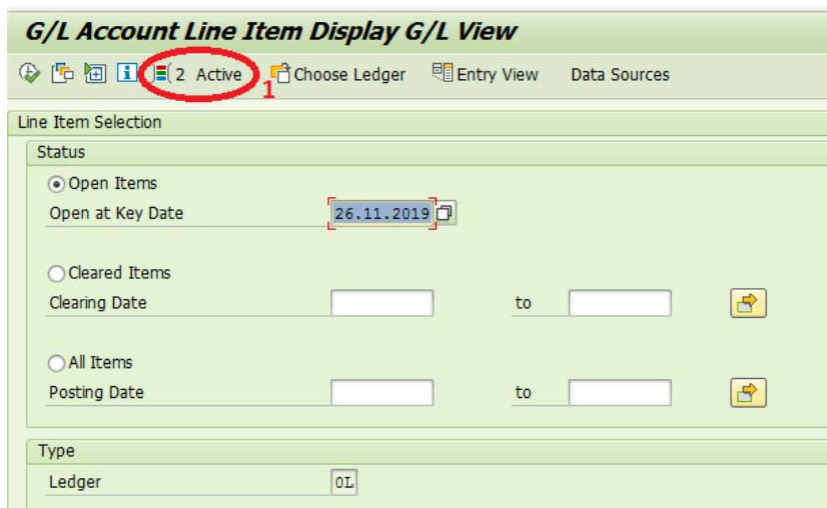 G/L Account Line Item Display G/L View
2 Active 1 Choose Ledger Entry View Data Sources
Line Item Selection
Status
Open Items
Open at Key Date 26.11.2019
Cleared Items
Clearing Date to
All Items
Posting Date to
Type
Ledger 0L